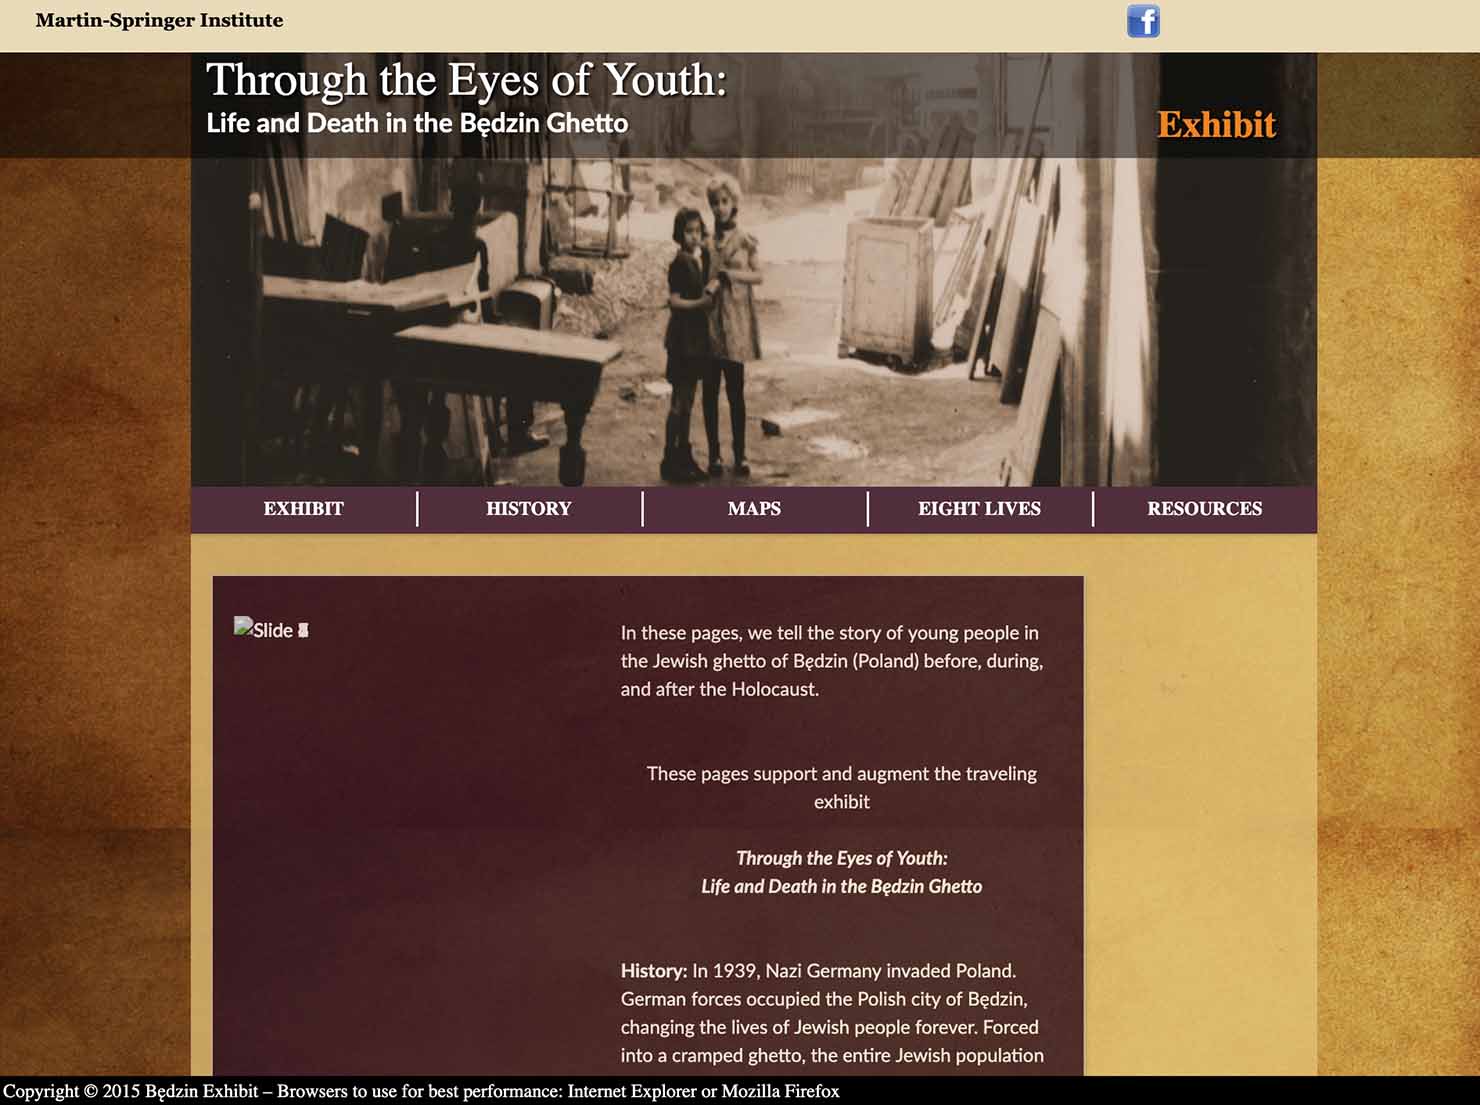 Martin-Springer Institute
Through the Eyes of Youth:
Life and Death in the Będzin Ghetto
Exhibit
EXHIBIT
HISTORY
MAPS
EIGHT LIVES
RESOURCES
Slide
In these pages, we tell the story of young people in
the Jewish ghetto of Będzin (Poland) before, during,
and after the Holocaust.
These pages support and augment the traveling
exhibit
Through the Eyes of Youth:
Life and Death in the Będzin Ghetto
History: In 1939, Nazi Germany invaded Poland.
German forces occupied the Polish city of Będzin,
changing the lives of Jewish people forever. Forced
into a cramped ghetto, the entire Jewish population
Copyright © 2015 Będzin Exhibit – Browsers to use for best performance: Internet Explorer or Mozilla Firefox